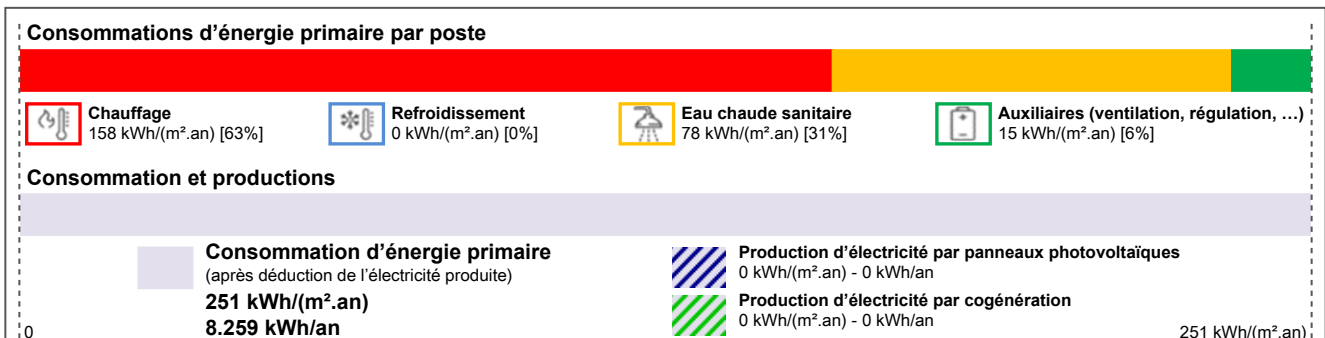 Consommations d'énergie primaire par poste
Chauffage
158 kWh/(m².an) [63%]
Refroidissement
0 kWh/(m².an) [0%]
Eau chaude sanitaire
78 kWh/(m².an) [31%]
Auxiliaires (ventilation, régulation, …)
15 kWh/(m².an) [6%]
Consommation et productions
Consommation d'énergie primaire
(après déduction de l'électricité produite)
251 kWh/(m².an)
8.259 kWh/an
Production d'électricité par panneaux photovoltaïques
0 kWh/(m².an) - 0 kWh/an
Production d'électricité par cogénération
0 kWh/(m².an) - 0 kWh/an
0
251 kWh/(m².an)